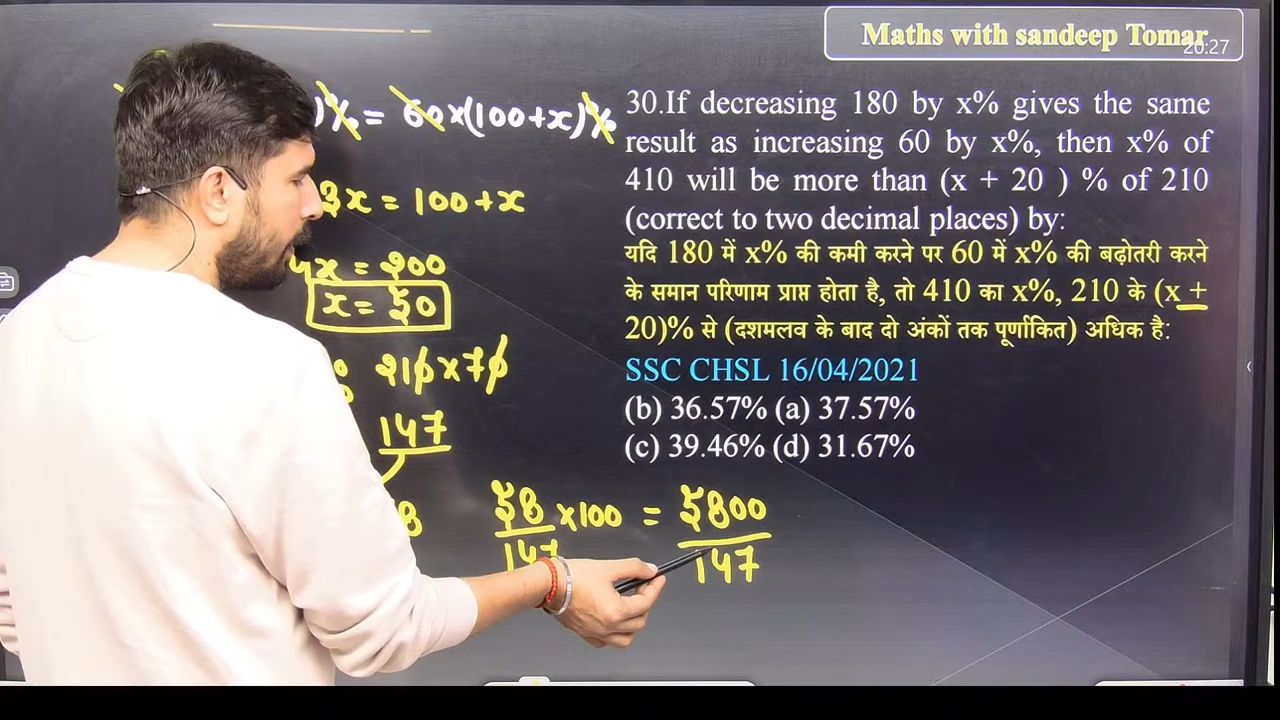 Maths with sandeep Tomar
20:27
)% = 60×(100+x)%
3x = 100+x
4x = 200
x = 50
210×70
147
8
58/147 ×100 = 5800/147
30.If decreasing 180 by x% gives the same
result as increasing 60 by x%, then x% of
410 will be more than (x + 20 ) % of 210
(correct to two decimal places) by:
यदि 180 में x% की कमी करने पर 60 में x% की बढ़ोतरी करने
के समान परिणाम प्राप्त होता है, तो 410 का x%, 210 के (x +
20)% से (दशमलव के बाद दो अंकों तक पूर्णांकित) अधिक है:
SSC CHSL 16/04/2021
(b) 36.57% (a) 37.57%
(c) 39.46% (d) 31.67%